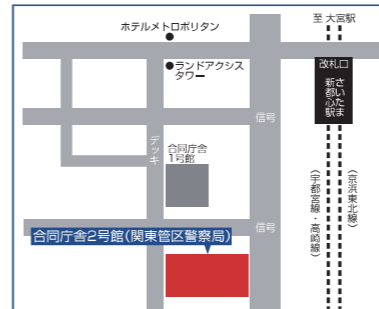 至 大宮駅
ホテルメトロポリタン
●ランドアクシス
タワー
改札口
さいたま
新都心駅
信号
デッキ
合同庁舎
1号館
(宇都宮線・高崎線)
(京浜東北線)
信号
合同庁舎2号館(関東管区警察局)